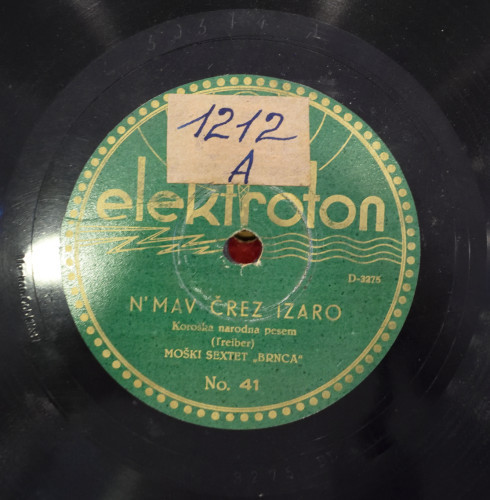 1212
A
elektroton
D-2275
N'MAV ČREZ IZARO
Koroška narodna pesem
(Treiber)
MOŠKI SEXTET „BRNCA"
No. 41